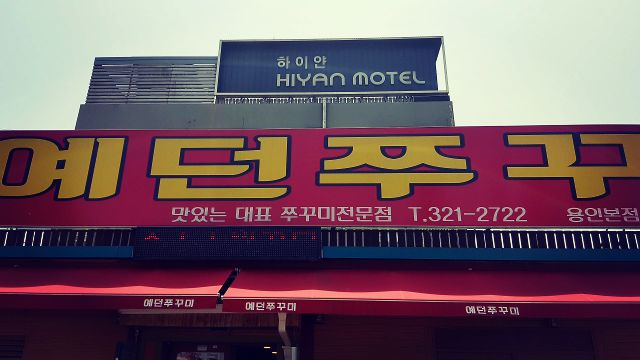 하이얀
HIYAN MOTEL
예던쭈꾸
맛있는 대표 쭈꾸미전문점 T.321-2722 용인본점
예던쭈꾸미 예던쭈꾸미 예던쭈꾸미